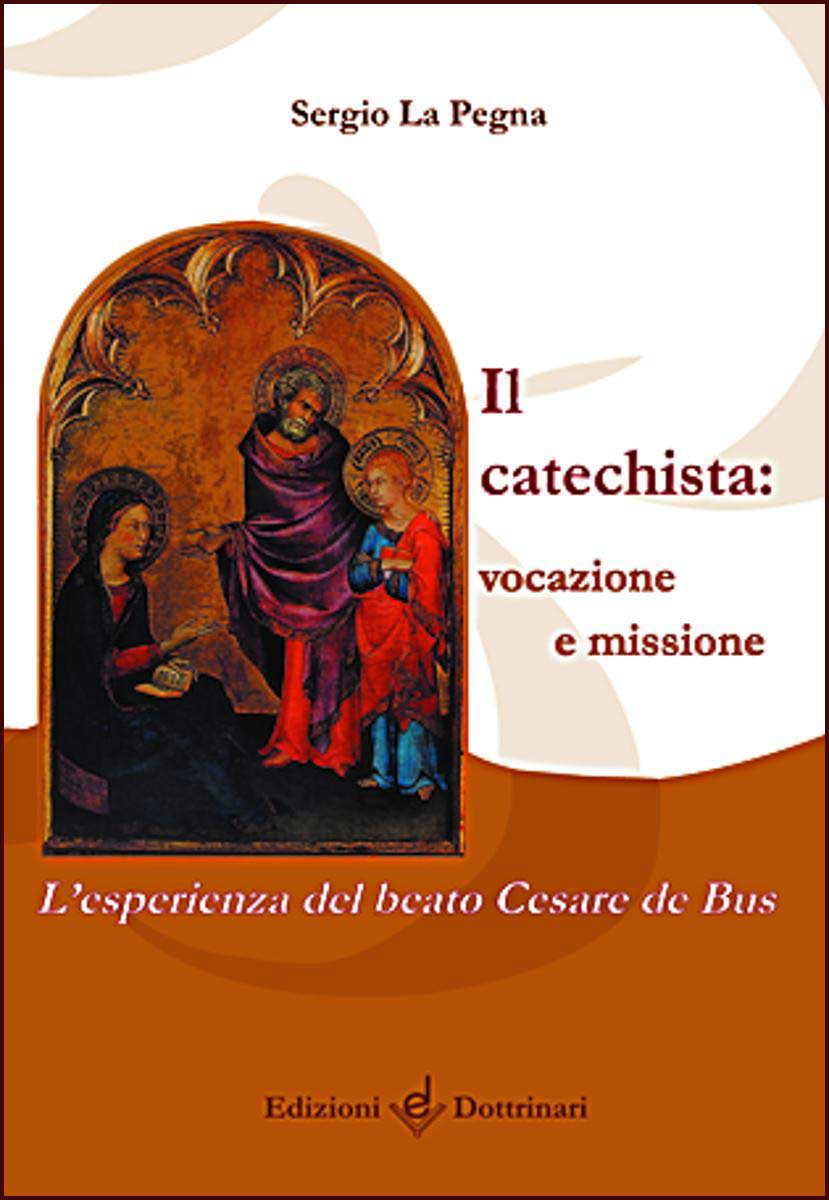 Sergio La Pegna
Il
catechista:
vocazione
e missione
L'esperienza del beato Cesare de Bus
Edizioni Dottrinari